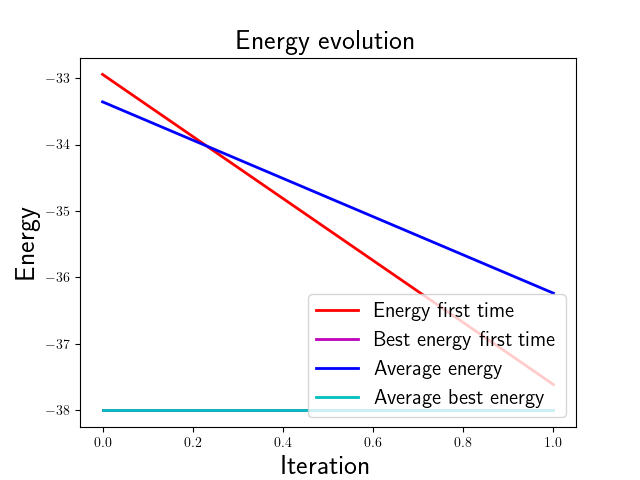 Energy evolution
Energy
−33
−34
−35
−36
−37
−38
Energy first time
Best energy first time
Average energy
Average best energy
0.0 0.2 0.4 0.6 0.8 1.0
Iteration